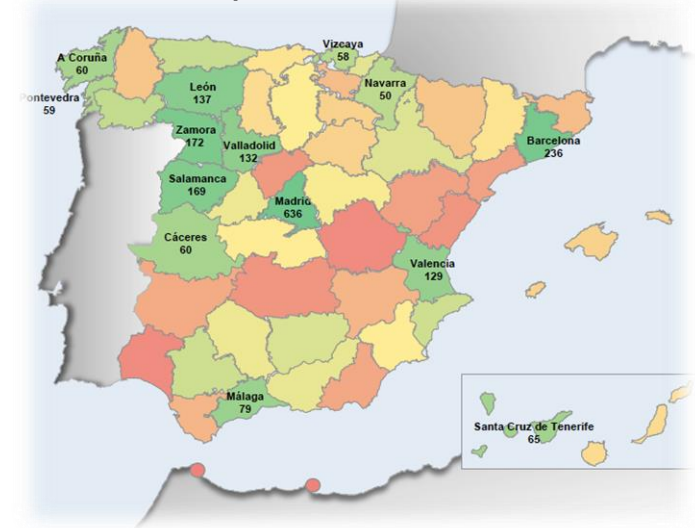 Vizcaya
58
A Coruña
60
Navarra
50
León
137
Pontevedra
59
Zamora
172
Valladolid
132
Barcelona
236
Salamanca
169
Madrid
636
Cáceres
60
Valencia
129
Málaga
79
Santa Cruz de Tenerife
65